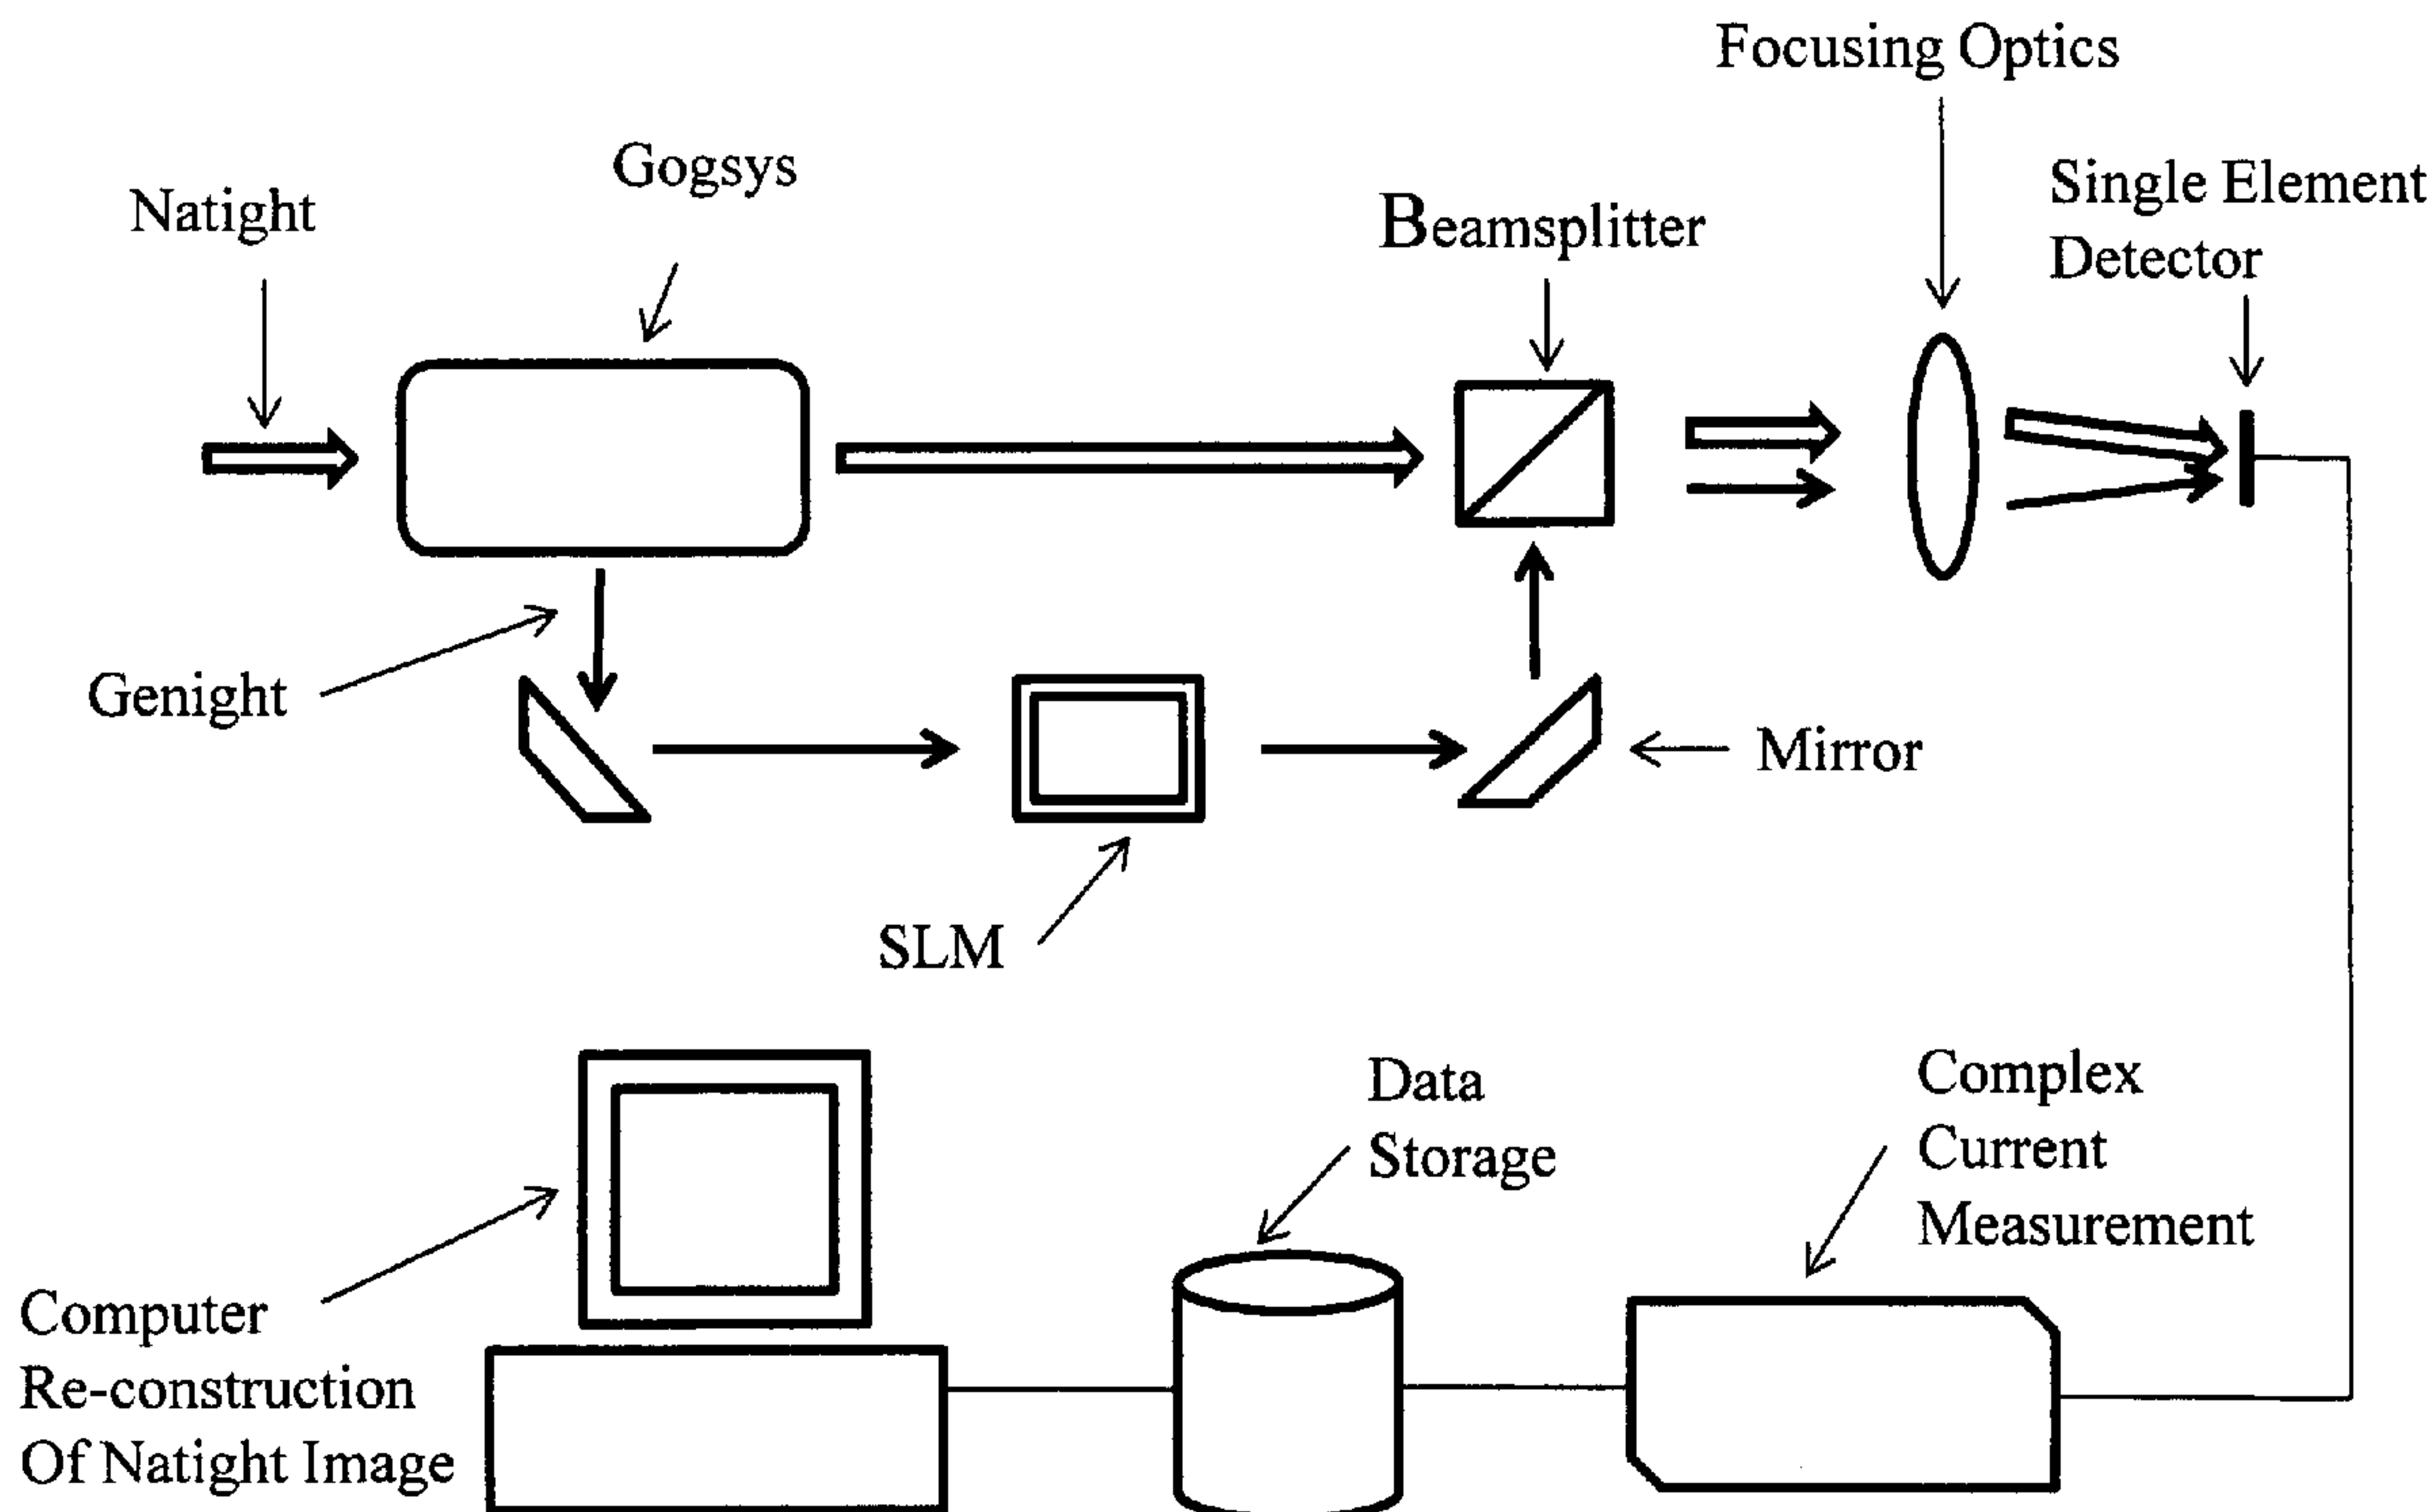 Focusing Optics
Gogsys
Natight
Beamsplitter
Single Element
Detector
Genight
Mirror
SLM
Data
Storage
Complex
Current
Measurement
Computer
Re-construction
Of Natight Image